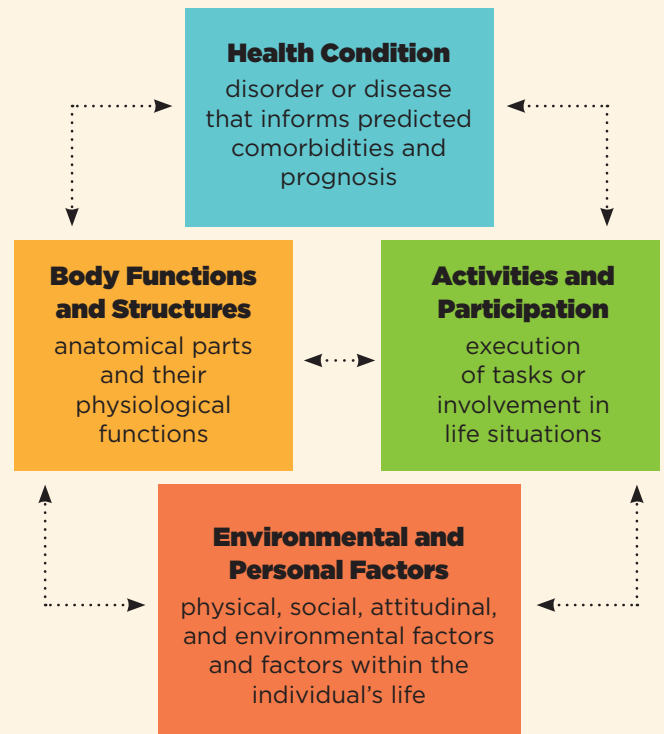 Health Condition
disorder or disease
that informs predicted
comorbidities and
prognosis
Body Functions
and Structures
anatomical parts
and their
physiological
functions
Activities and
Participation
execution
of tasks or
involvement in
life situations
Environmental and
Personal Factors
physical, social, attitudinal,
and environmental factors
and factors within the
individual’s life